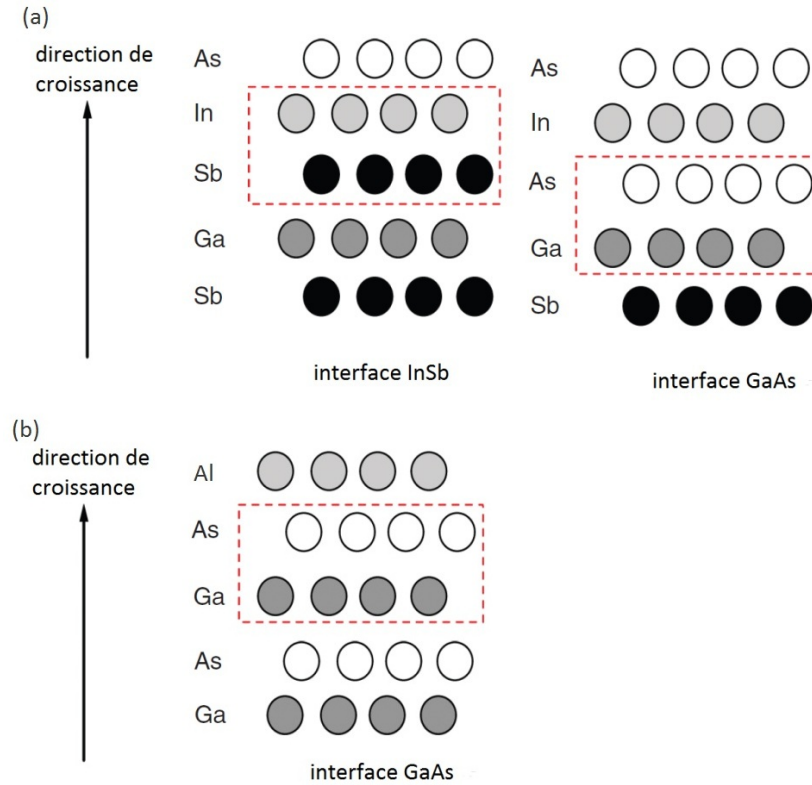 (a)
direction de
croissance
As
In
Sb
Ga
Sb
interface InSb
As
In
As
Ga
Sb
interface GaAs
(b)
direction de
croissance
Al
As
Ga
As
Ga
interface GaAs